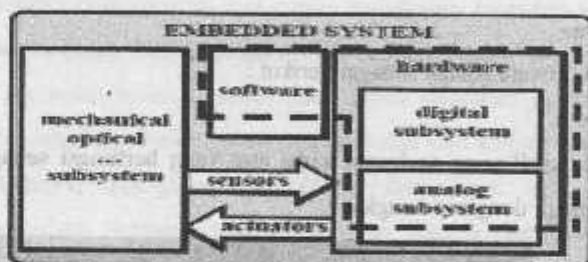 EMBEDDED SYSTEM
mechanical
optical
...
subsystem
software
hardware
digital
subsystem
analog
subsystem
sensors
actuators